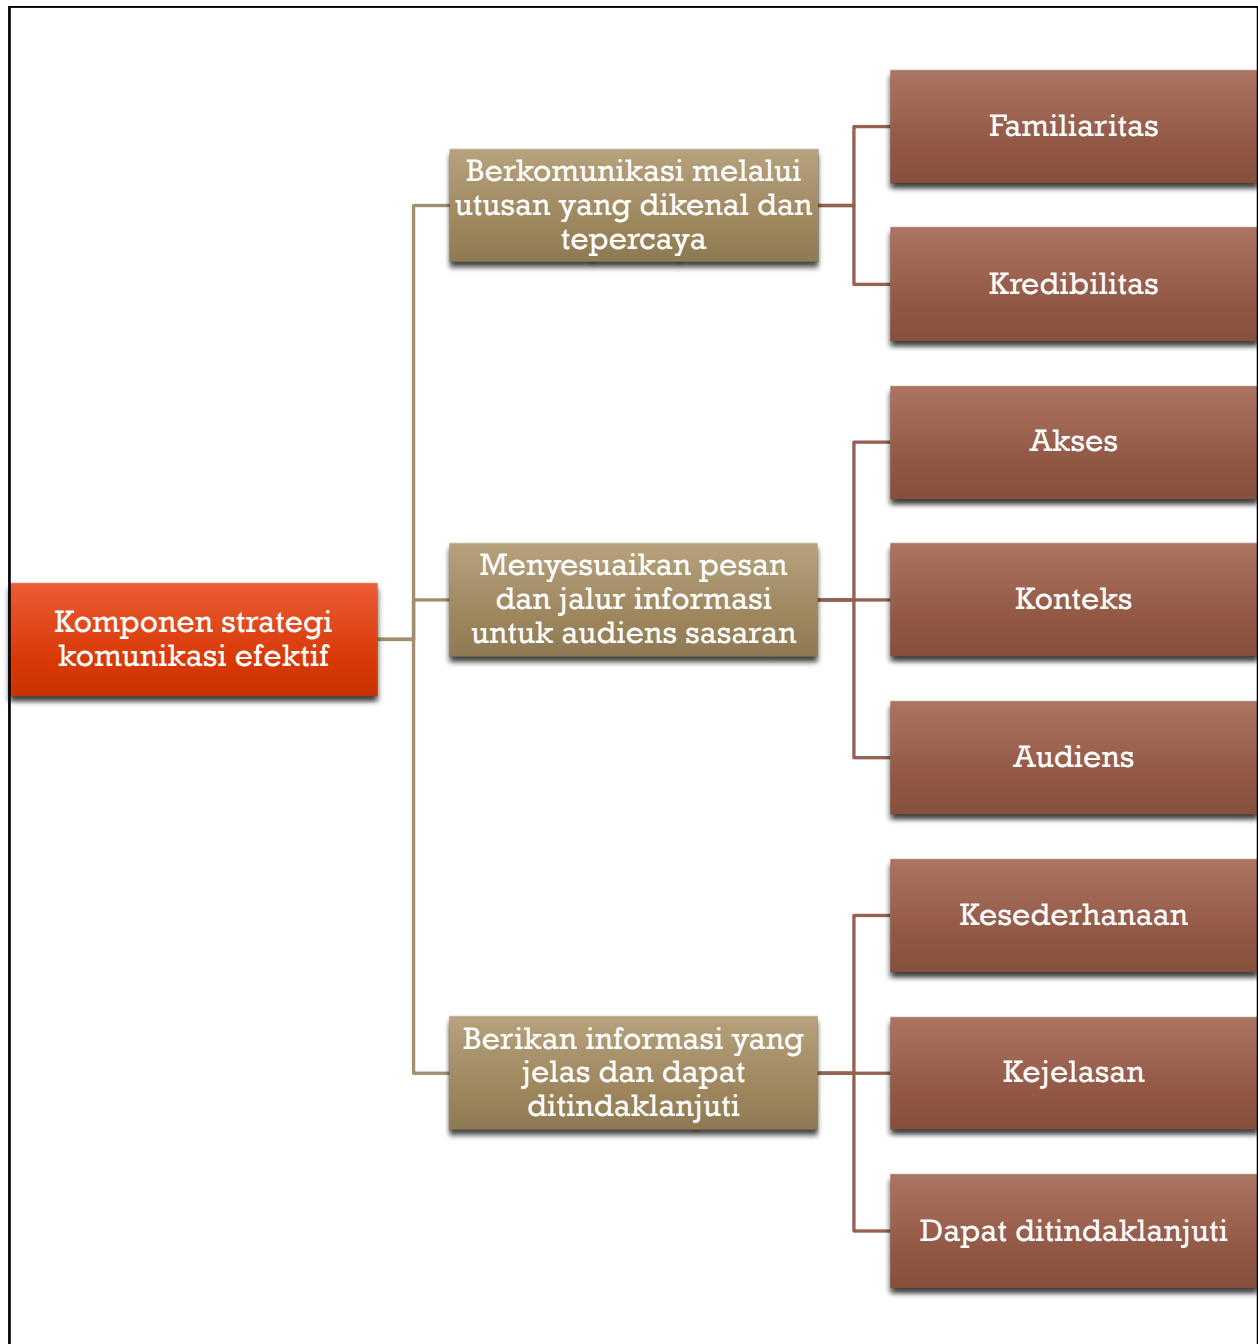 Komponen strategi
komunikasi efektif
Berkomunikasi melalui
utusan yang dikenal dan
tepercaya
Familiaritas
Kredibilitas
Menyesuaikan pesan
dan jalur informasi
untuk audiens sasaran
Akses
Konteks
Audiens
Berikan informasi yang
jelas dan dapat
ditindaklanjuti
Kesederhanaan
Kejelasan
Dapat ditindaklanjuti